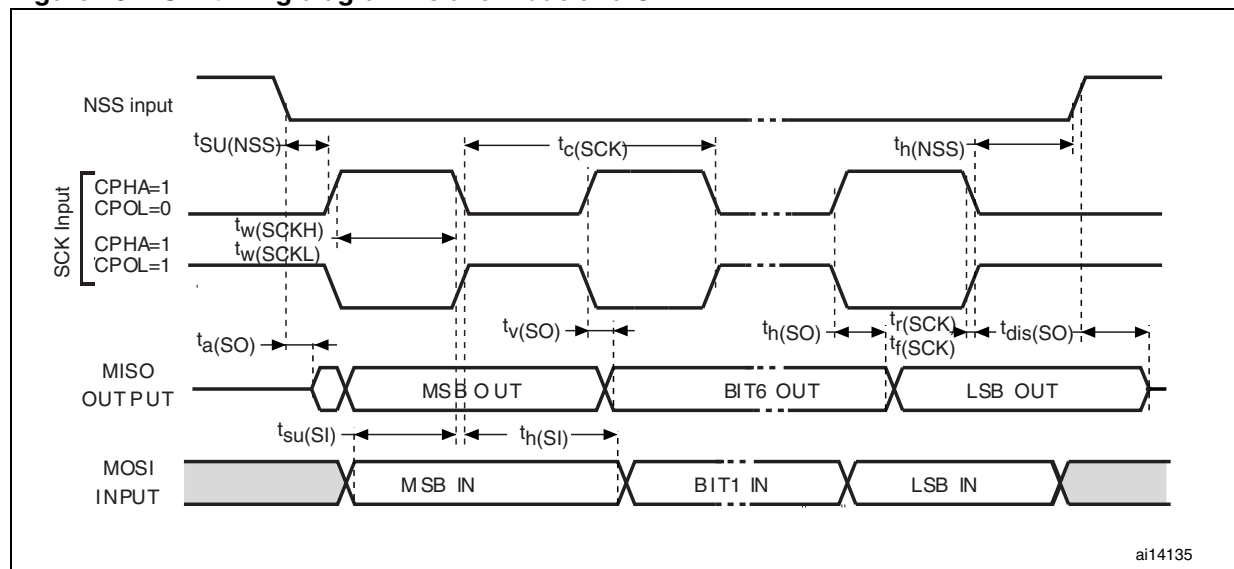 NSS input
tSU(NSS)
tc(SCK)
th(NSS)
SCK Input
CPHA=1
CPOL=0
tw(SCKH)
tw(SCKL)
CPHA=1
CPOL=1
ta(SO)
tv(SO)
th(SO)
tr(SCK)
tf(SCK)
tdis(SO)
MISO
OUTPUT
MSB OUT
BIT6 OUT
LSB OUT
tsu(SI)
th(SI)
MOSI
INPUT
MSB IN
BIT1 IN
LSB IN
ai14135